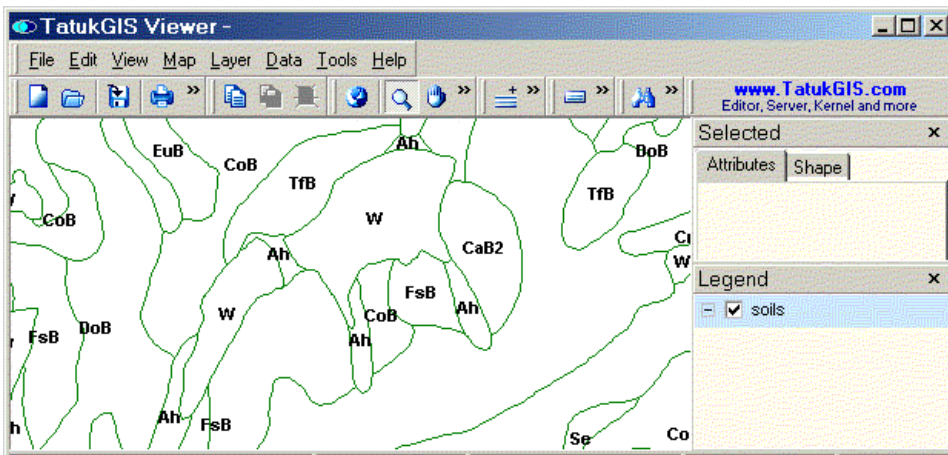 TatukGIS Viewer -
File Edit View Map Layer Data Tools Help
www.TatukGIS.com
Editor, Server, Kernel and more
Selected
Attributes Shape
Legend
soils
Ah
EuB
CoB
DoB
TfB
TfB
CoB
W
CaB2
Ah
W
FsB
W
CoB
Ah
DoB
FsB
Ah
Ah
FsB
Se
Co